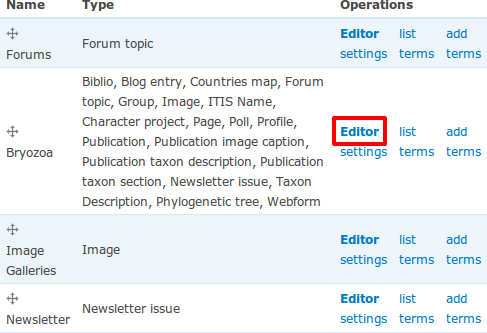 Name Type Operations
Forums Forum topic Editor list add
settings terms terms
Bryozoa Biblio, Blog entry, Countries map, Forum
topic, Group, Image, ITIS Name,
Character project, Page, Poll, Profile,
Publication, Publication image caption,
Publication taxon description, Publication
taxon section, Newsletter issue, Taxon
Description, Phylogenetic tree, Webform
Editor list add
settings terms terms
Image
Galleries Image Editor list add
settings terms terms
Newsletter Newsletter issue Editor list add
settings terms terms